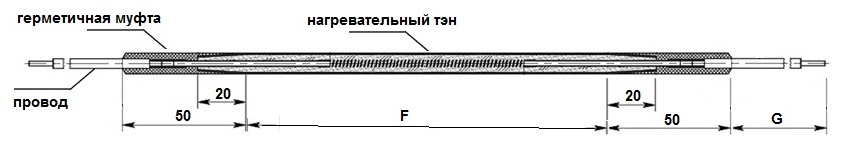 герметичная муфта
нагревательный тэн
провод
20
20
50
F
50
G